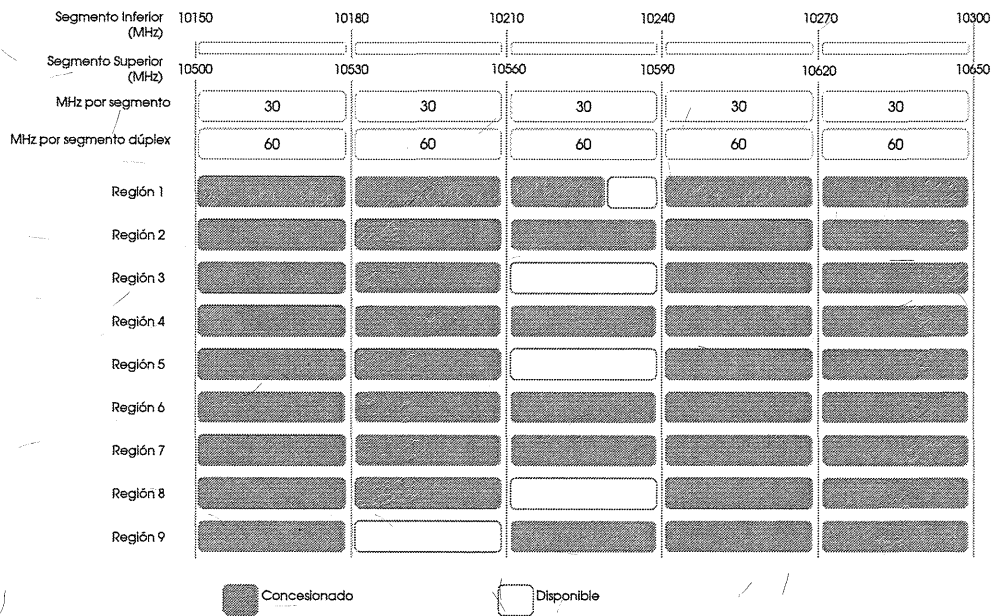 Segmento Inferior (MHz) 10150 10180 10210 10240 10270 10300
Segmento Superior (MHz) 10500 10530 10560 10590 10620 10650
MHz por segmento 30 30 30 30 30
MHz por segmento dúplex 60 60 60 60 60
Región 1
Región 2
Región 3
Región 4
Región 5
Región 6
Región 7
Región 8
Región 9
Concesionado Disponible